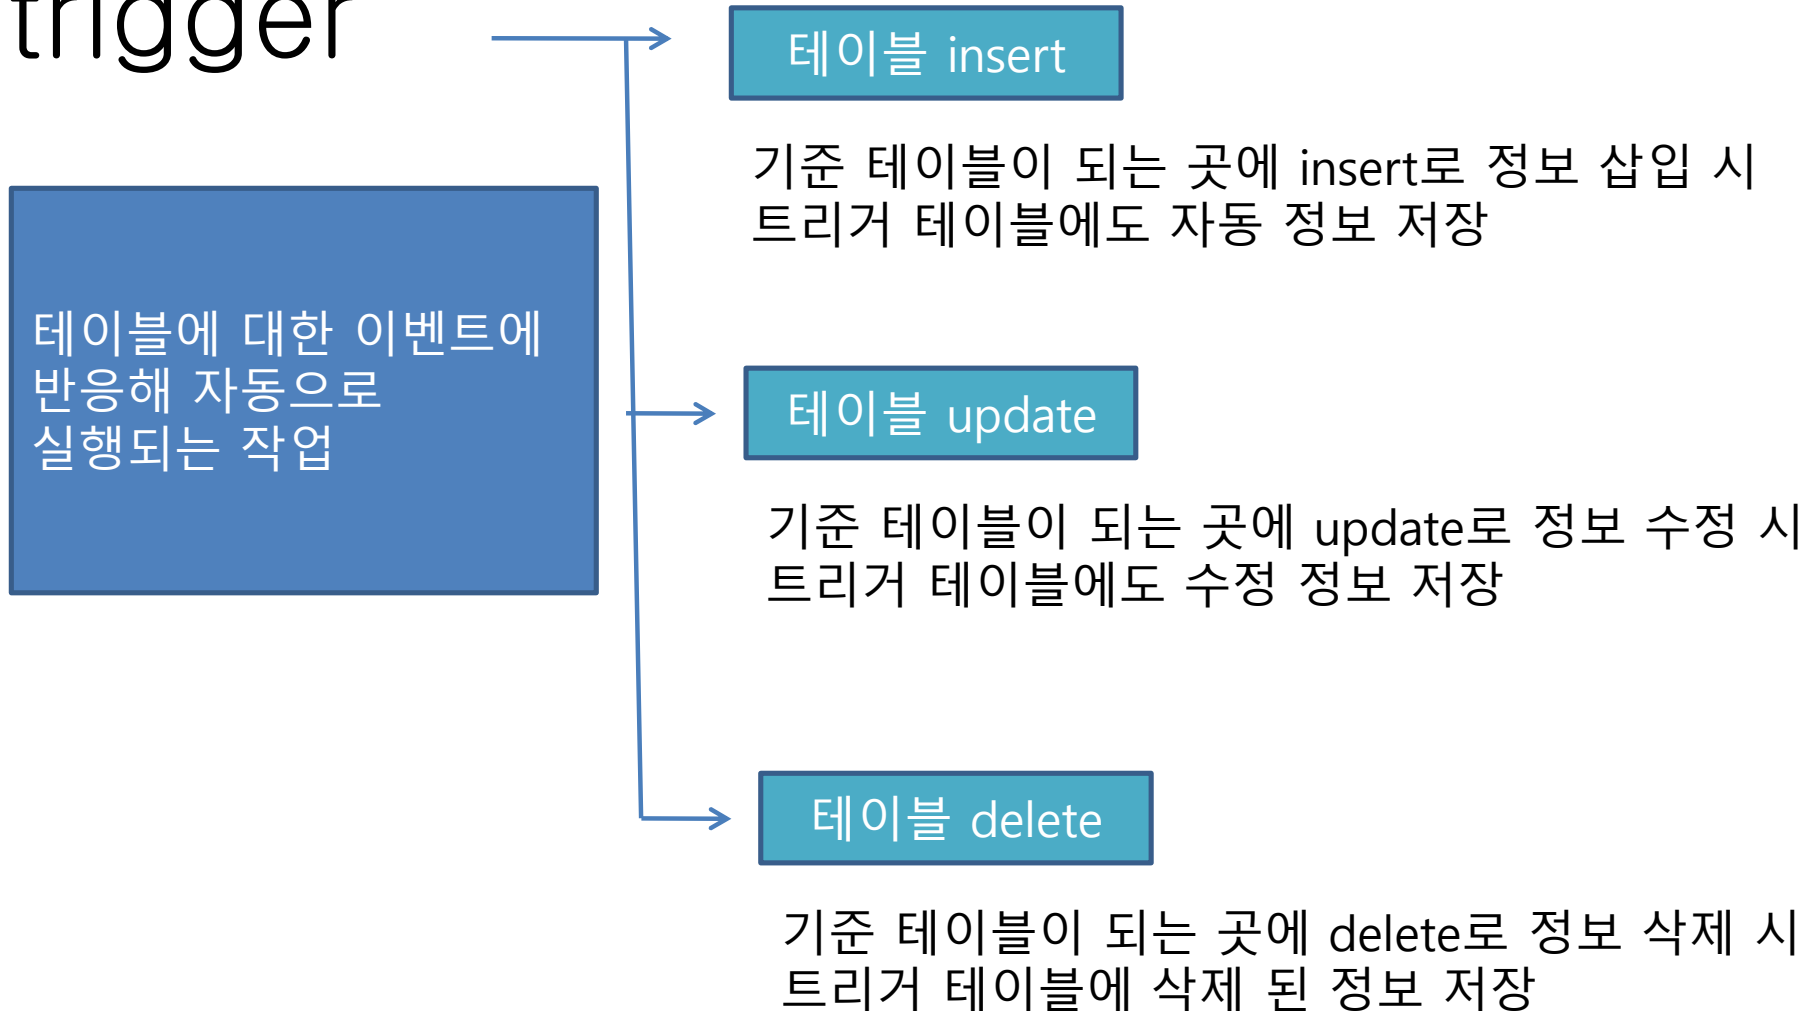 trigger
테이블에 대한 이벤트에
반응해 자동으로
실행되는 작업
테이블 insert
기준 테이블이 되는 곳에 insert로 정보 삽입 시
트리거 테이블에도 자동 정보 저장
테이블 update
기준 테이블이 되는 곳에 update로 정보 수정 시
트리거 테이블에도 수정 정보 저장
테이블 delete
기준 테이블이 되는 곳에 delete로 정보 삭제 시
트리거 테이블에 삭제 된 정보 저장